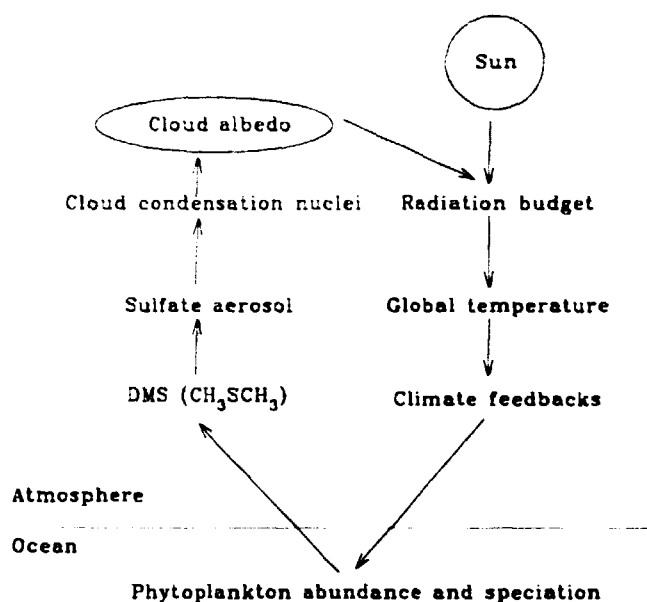 Sun
Cloud albedo
Cloud condensation nuclei
Radiation budget
Sulfate aerosol
Global temperature
DMS (CH₃SCH₃)
Climate feedbacks
Atmosphere
Ocean
Phytoplankton abundance and speciation